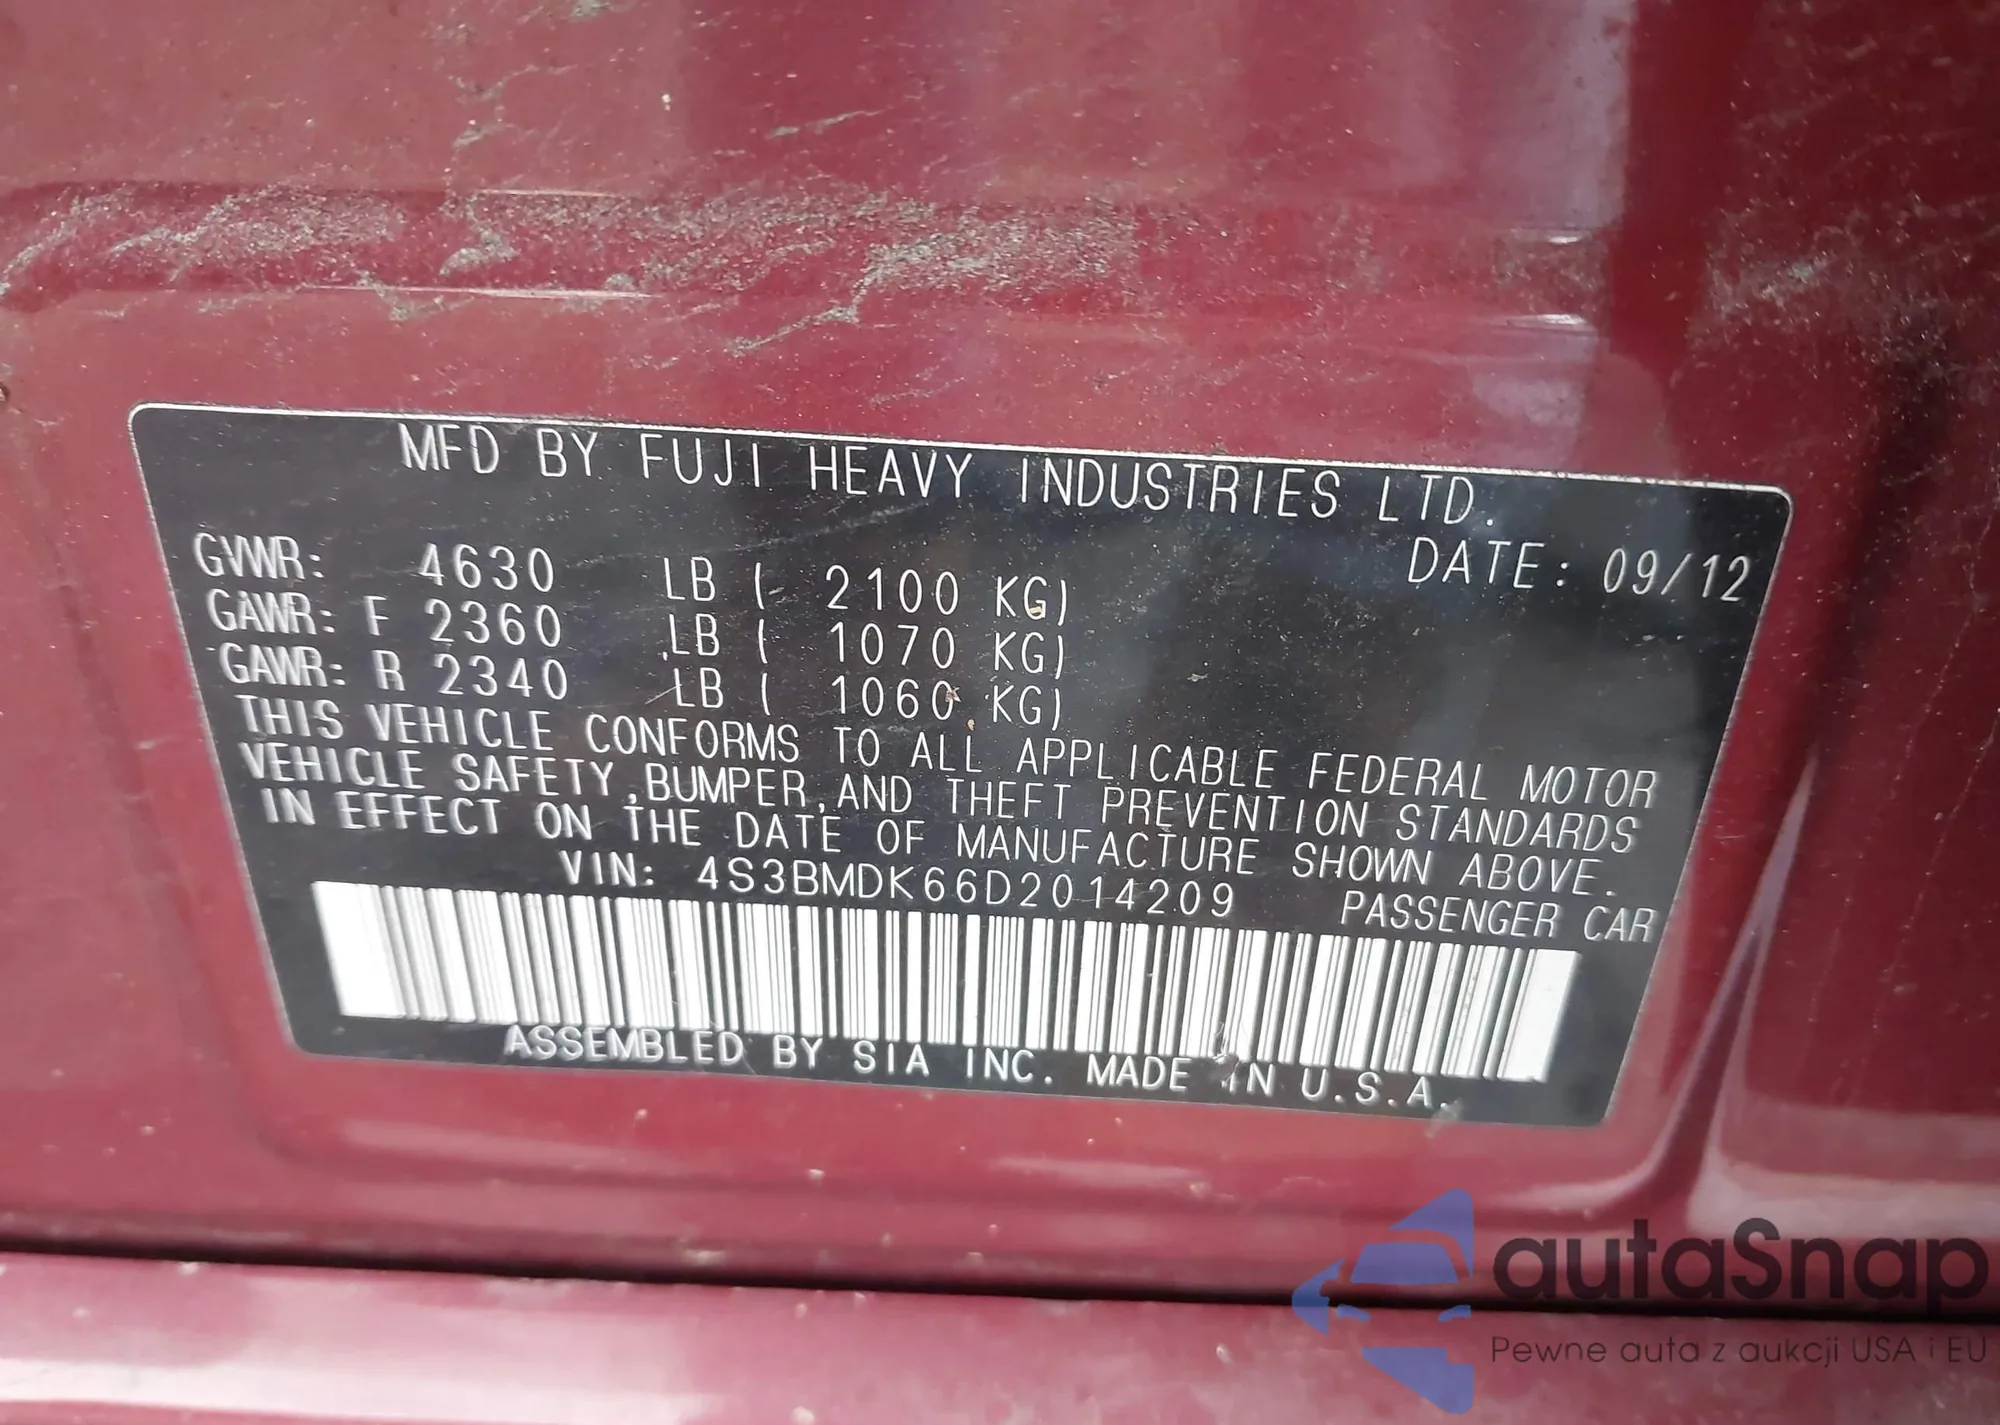 MFD BY FUJI HEAVY INDUSTRIES LTD.
DATE: 09/12
GVWR: 4630 LB ( 2100 KG)
GAWR: F 2360 LB ( 1070 KG)
GAWR: R 2340 LB ( 1060 KG)
THIS VEHICLE CONFORMS TO ALL APPLICABLE FEDERAL MOTOR
VEHICLE SAFETY,BUMPER,AND THEFT PREVENTION STANDARDS
IN EFFECT ON THE DATE OF MANUFACTURE SHOWN ABOVE.
VIN: 4S3BMDK66D2014209 PASSENGER CAR
ASSEMBLED BY SIA INC. MADE IN U.S.A.
autaSnap
Pewne auta z aukcji USA i EU